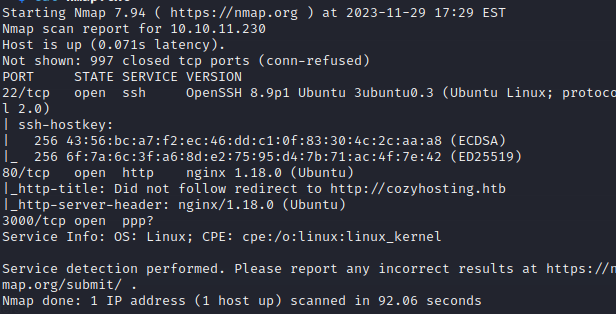 Starting Nmap 7.94 ( https://nmap.org ) at 2023-11-29 17:29 EST
Nmap scan report for 10.10.11.230
Host is up (0.071s latency).
Not shown: 997 closed tcp ports (conn-refused)
PORT     STATE SERVICE VERSION
22/tcp   open  ssh     OpenSSH 8.9p1 Ubuntu 3ubuntu0.3 (Ubuntu Linux; protoco
l 2.0)
| ssh-hostkey:
|   256 43:56:bc:a7:f2:ec:46:dd:c1:0f:83:30:4c:2c:aa:a8 (ECDSA)
|_  256 6f:7a:6c:3f:a6:8d:e2:75:95:d4:7b:71:ac:4f:7e:42 (ED25519)
80/tcp   open  http    nginx 1.18.0 (Ubuntu)
|_http-title: Did not follow redirect to http://cozyhosting.htb
|_http-server-header: nginx/1.18.0 (Ubuntu)
3000/tcp open  ppp?
Service Info: OS: Linux; CPE: cpe:/o:linux:linux_kernel

Service detection performed. Please report any incorrect results at https://n
map.org/submit/ .
Nmap done: 1 IP address (1 host up) scanned in 92.06 seconds